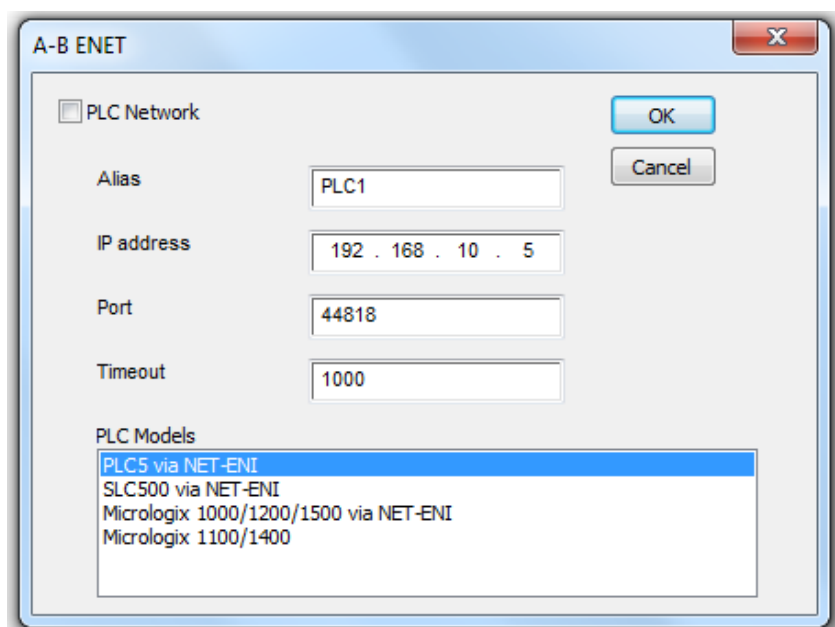 A-B ENET
PLC Network
OK
Cancel
Alias
PLC1
IP address
192 . 168 . 10 . 5
Port
44818
Timeout
1000
PLC Models
PLC5 via NET-ENI
SLC500 via NET-ENI
Micrologix 1000/1200/1500 via NET-ENI
Micrologix 1100/1400